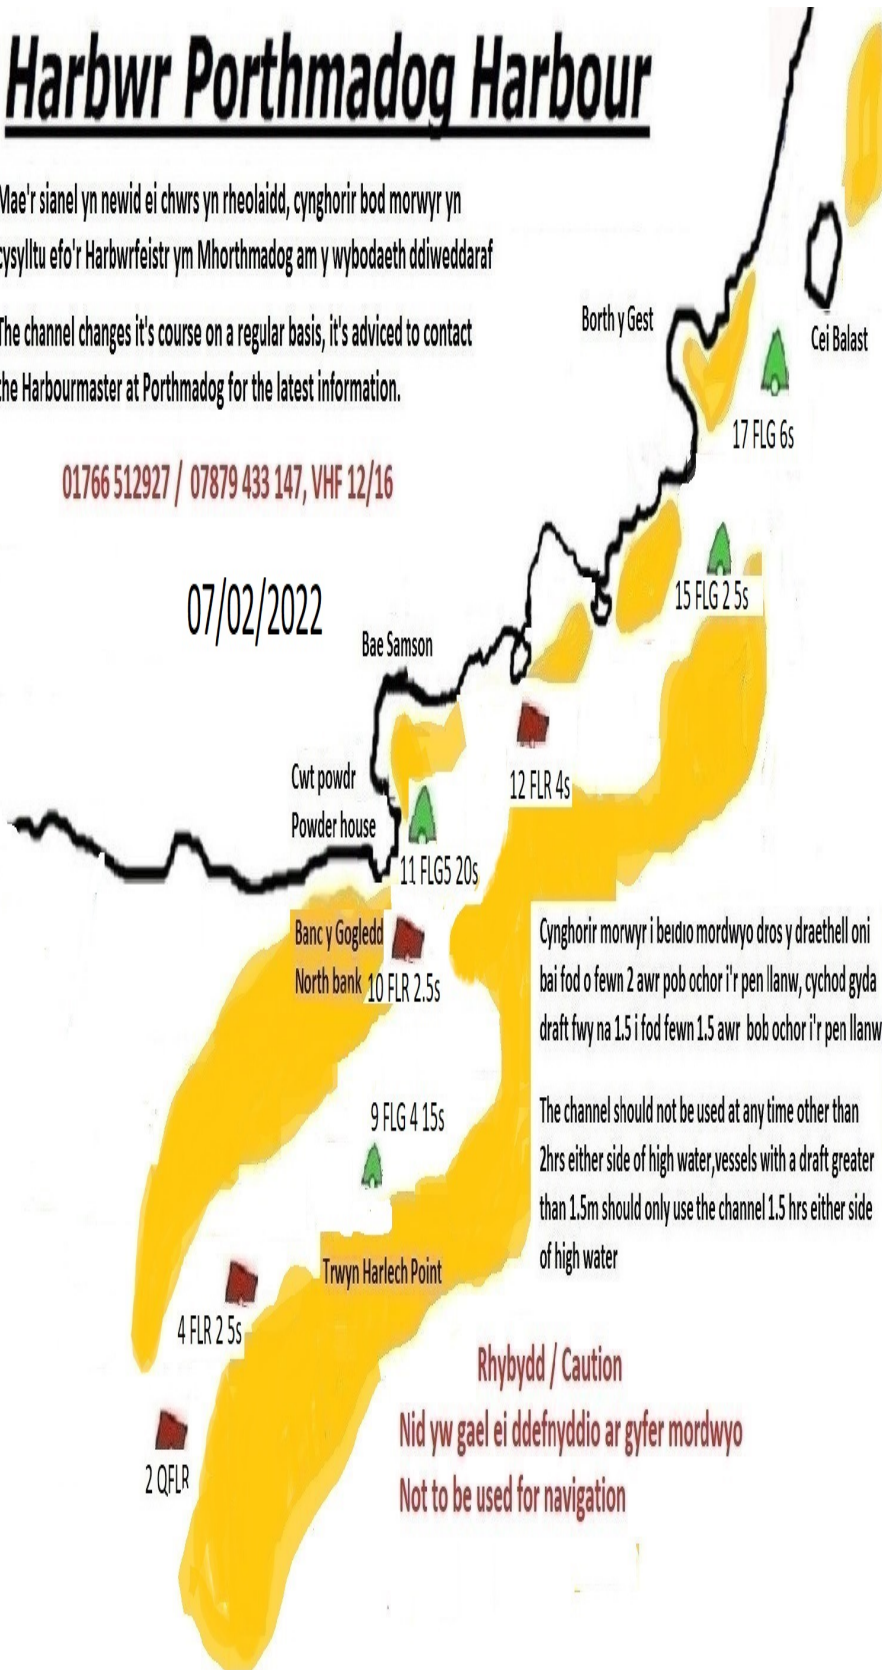 Harbwr Porthmadog Harbour
Mae'r sianel yn newid ei chwrs yn rheolaidd, cynghorir bod morwyr yn
cysylltu efo'r Harbwrfeistr ym Mhorthmadog am y wybodaeth ddiweddaraf
The channel changes it's course on a regular basis, it's adviced to contact
the Harbourmaster at Porthmadog for the latest information.
01766 512927 / 07879 433 147, VHF 12/16
07/02/2022
Borth y Gest
Cei Balast
17 FLG 6s
15 FLG 2 5s
Bae Samson
12 FLR 4s
Cwt powdr
Powder house
11 FLG5 20s
Banc y Gogledd
North bank
10 FLR 2.5s
Cynghorir morwyr i beidio mordwyo dros y draethell oni
bai fod o fewn 2 awr pob ochor i'r pen llanw, cychod gyda
draft fwy na 1.5 i fod fewn 1.5 awr bob ochor i'r pen llanw
The channel should not be used at any time other than
2hrs either side of high water,vessels with a draft greater
than 1.5m should only use the channel 1.5 hrs either side
of high water
9 FLG 4 15s
Trwyn Harlech Point
4 FLR 2 5s
2 QFLR
Rhybydd / Caution
Nid yw gael ei ddefnyddio ar gyfer mordwyo
Not to be used for navigation